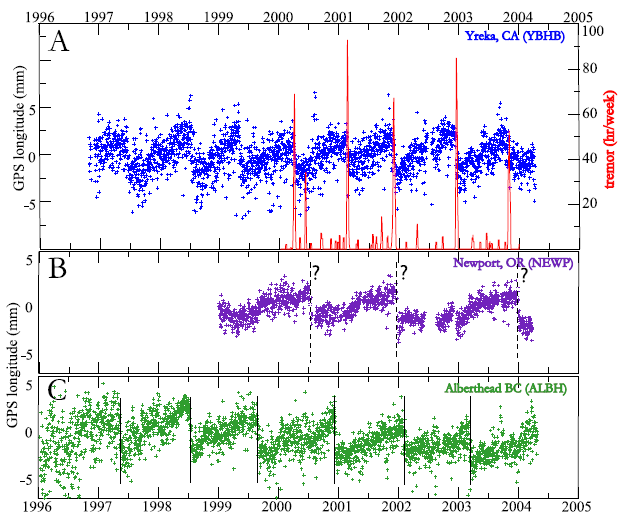 1996 1997 1998 1999 2000 2001 2002 2003 2004 2005
A
Yreka, CA (YBHB)
100
80
60
40
20
tremor (hr/week)
5
0
-5
GPS longitude (mm)
B
Newport, OR (NEWP)
? ? ?
5
0
-5
GPS longitude (mm)
C
Alberthead BC (ALBH)
5
0
-5
1996 1997 1998 1999 2000 2001 2002 2003 2004 2005